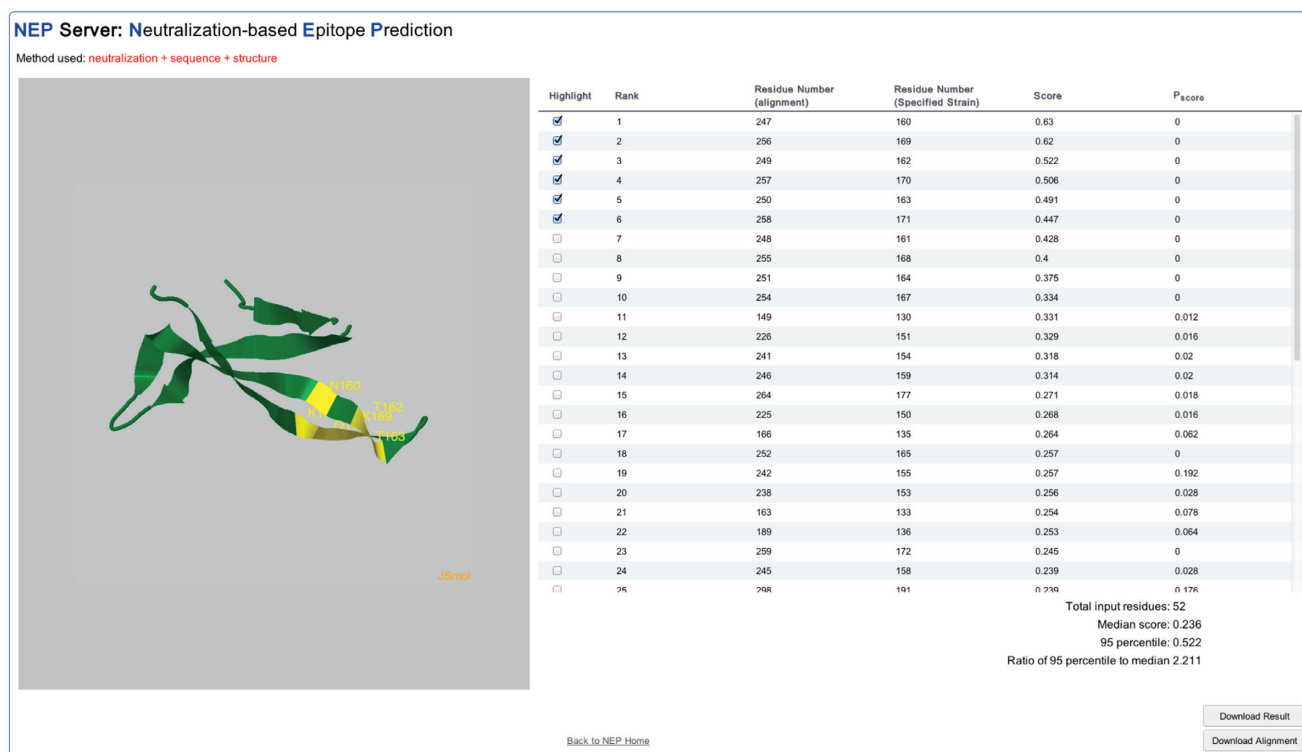 NEP Server: Neutralization-based Epitope Prediction
Method used: neutralization + sequence + structure
N160
T162
K169
T163
JSmol
Highlight Rank Residue Number (alignment) Residue Number (Specified Strain) Score Pscore
1 247 160 0.63 0
2 256 169 0.62 0
3 249 162 0.522 0
4 257 170 0.506 0
5 250 163 0.491 0
6 258 171 0.447 0
7 248 161 0.428 0
8 255 168 0.4 0
9 251 164 0.375 0
10 254 167 0.334 0
11 149 130 0.331 0.012
12 226 151 0.329 0.016
13 241 154 0.318 0.02
14 246 159 0.314 0.02
15 264 177 0.271 0.018
16 225 150 0.268 0.016
17 166 135 0.264 0.062
18 252 165 0.257 0
19 242 155 0.257 0.192
20 238 153 0.256 0.028
21 163 133 0.254 0.078
22 189 136 0.253 0.064
23 259 172 0.245 0
24 245 158 0.239 0.028
25 298 191 0.239 0.176
Total input residues: 52
Median score: 0.236
95 percentile: 0.522
Ratio of 95 percentile to median 2.211
Download Result
Back to NEP Home
Download Alignment